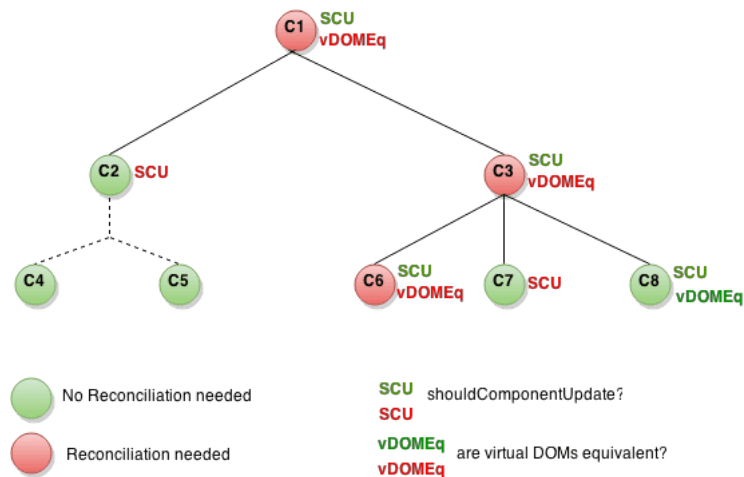 C1 SCU
vDOMEq
C2 SCU
C3 SCU
vDOMEq
C4
C5
C6 SCU
vDOMEq
C7 SCU
C8 SCU
vDOMEq
No Reconciliation needed
Reconciliation needed
SCU shouldComponentUpdate?
SCU
vDOMEq are virtual DOMs equivalent?
vDOMEq